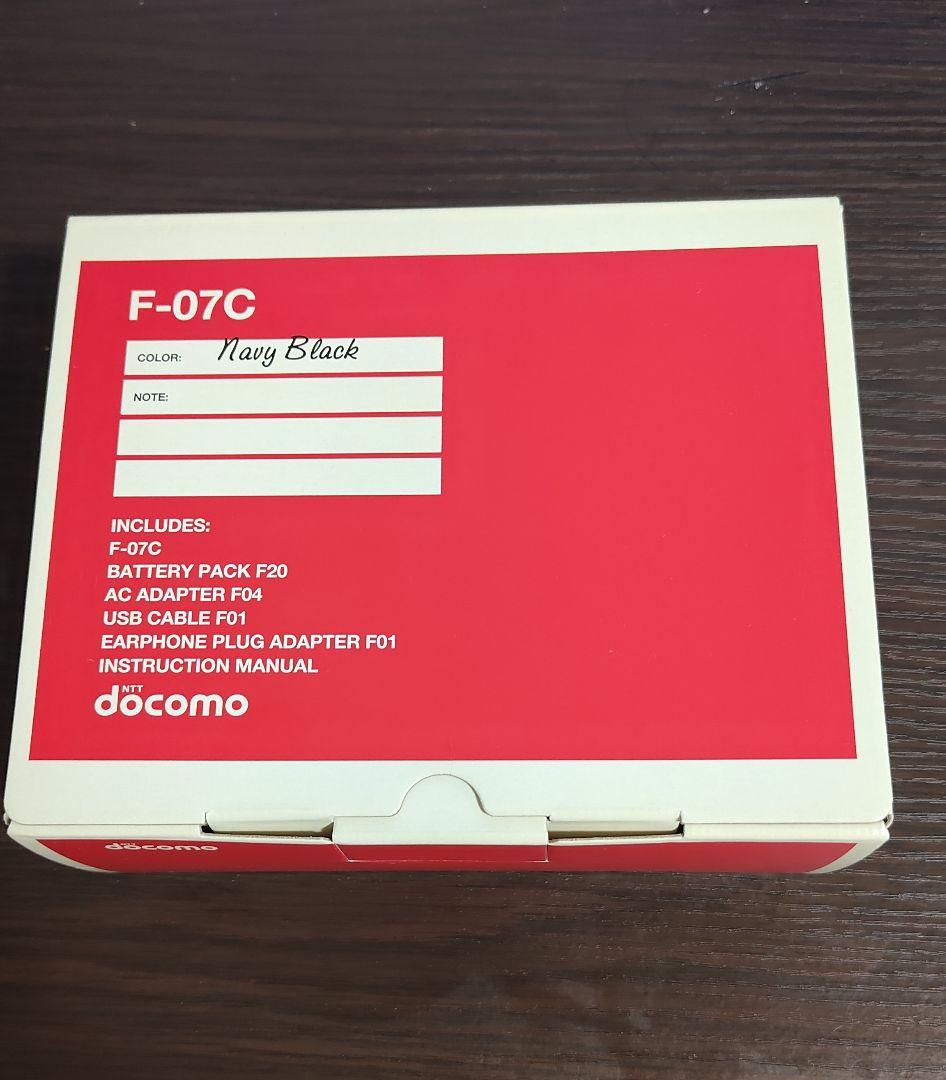 F-07C
COLOR: Navy Black
NOTE:
INCLUDES:
F-07C
BATTERY PACK F20
AC ADAPTER F04
USB CABLE F01
EARPHONE PLUG ADAPTER F01
INSTRUCTION MANUAL
NTT
docomo
docomo